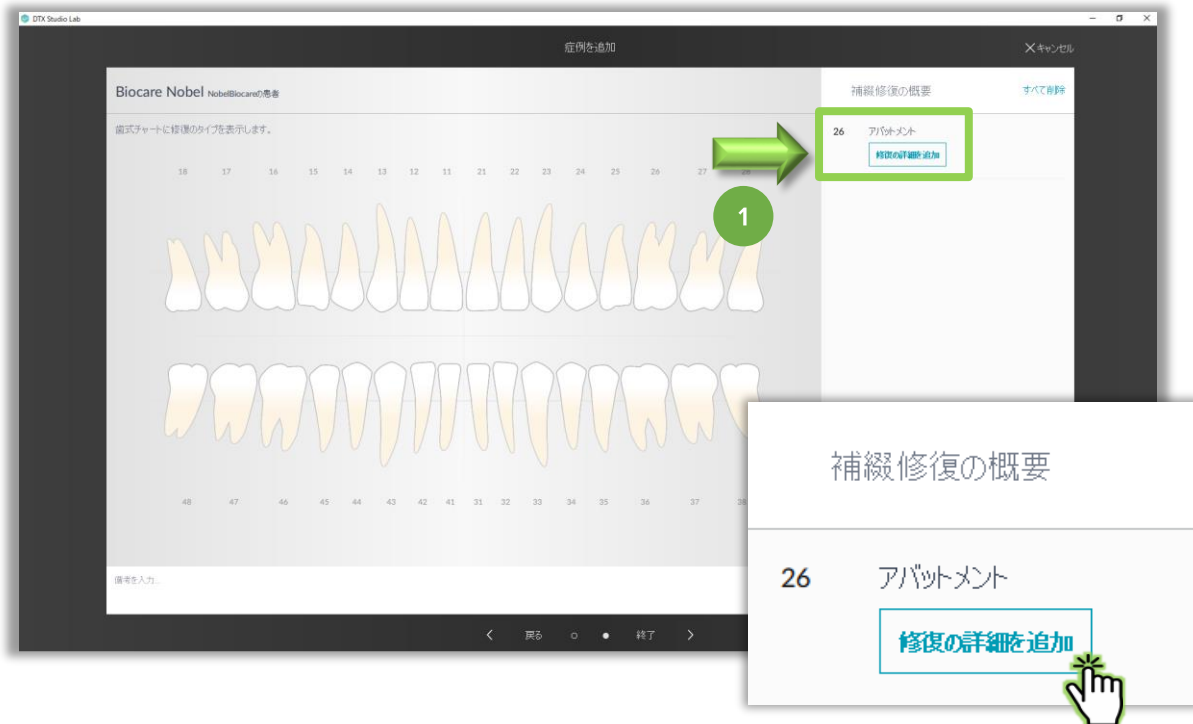 DTX Studio Lab
症例を追加
キャンセル
Biocare Nobel NobelBiocareの患者
補綴修復の概要
すべて削除
歯式チャートに修復のタイプを表示します。
26 アバットメント
修復の詳細を追加
1
18 17 16 15 14 13 12 11 21 22 23 24 25 26 27 28
48 47 46 45 44 43 42 41 31 32 33 34 35 36 37 38
備考を入力...
戻る
終了
補綴修復の概要
26 アバットメント
修復の詳細を追加